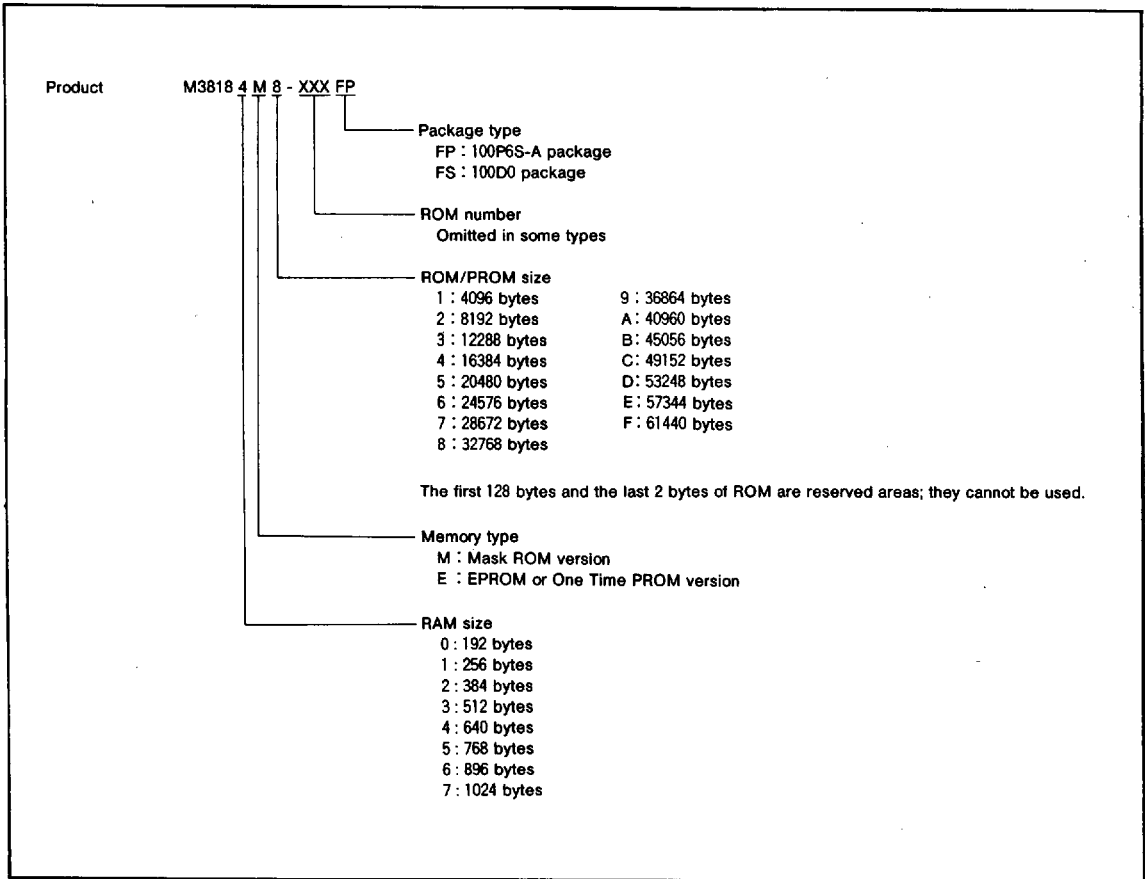 Product M3818 4 M 8 - XXX FP
Package type
FP : 100P6S-A package
FS : 100D0 package
ROM number
Omitted in some types
ROM/PROM size
1 : 4096 bytes 9 : 36864 bytes
2 : 8192 bytes A : 40960 bytes
3 : 12288 bytes B : 45056 bytes
4 : 16384 bytes C : 49152 bytes
5 : 20480 bytes D : 53248 bytes
6 : 24576 bytes E : 57344 bytes
7 : 28672 bytes F : 61440 bytes
8 : 32768 bytes
The first 128 bytes and the last 2 bytes of ROM are reserved areas; they cannot be used.
Memory type
M : Mask ROM version
E : EPROM or One Time PROM version
RAM size
0 : 192 bytes
1 : 256 bytes
2 : 384 bytes
3 : 512 bytes
4 : 640 bytes
5 : 768 bytes
6 : 896 bytes
7 : 1024 bytes